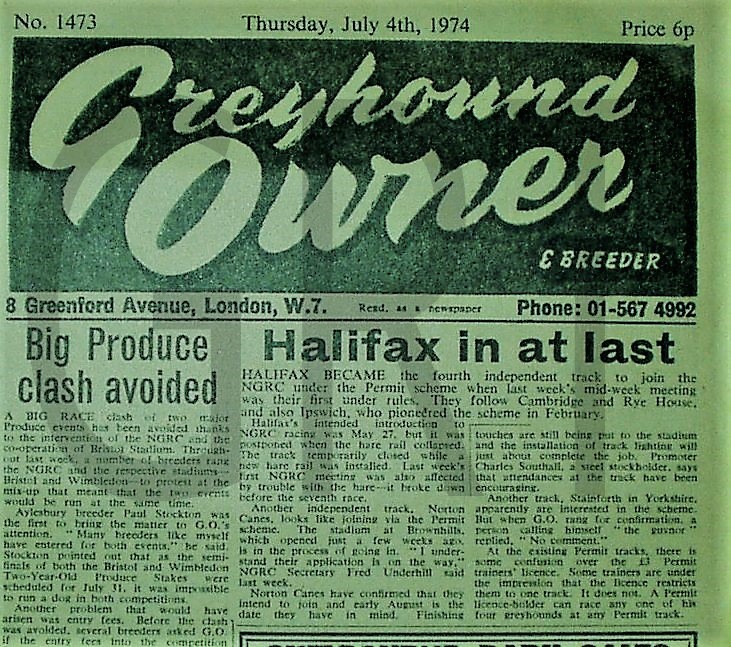 No. 1473
Thursday, July 4th, 1974
Price 6p
Greyhound
Owner
& BREEDER
8 Greenford Avenue, London, W.7.
Regd. as a newspaper
Phone: 01-567 4992
Big Produce
clash avoided
A BIG RACE clash of two major
Produce events has been avoided thanks
to the intervention of the NGRC and the
co-operation of Bristol Stadium. Through-
out last week, a number of breeders rang
the NGRC and the respective stadiums—
Bristol and Wimbledon—to protest at the
mix-up that meant that the two events
would be run at the same time.
Aylesbury breeder Paul Stockton was
the first to bring the matter to G.O.'s
attention. "Many breeders like myself
have entered for both events," he said.
Stockton pointed out that as the semi-
finals of both the Bristol and Wimbledon
Two-Year-Old Produce Stakes were
scheduled for July 31, it was impossible
to run a dog in both competitions.
Another problem that would have
arisen was entry fees. Before the clash
was avoided, several breeders asked G.O.
if the entry fees into the competition
Halifax in at last
HALIFAX BECAME the fourth independent track to join the
NGRC under the Permit scheme when last week's mid-week meeting
was their first under rules. They follow Cambridge and Rye House,
and also Ipswich, who pioneered the scheme in February.
Halifax's intended introduction to
NGRC racing was May 27, but it was
postponed when the hare rail collapsed.
The track temporarily closed while a
new hare rail was installed. Last week's
first NGRC meeting was also affected
by trouble with the hare—it broke down
before the seventh race.
Another independent track, Norton
Canes, looks like joining via the Permit
scheme. The stadium at Brownhills,
which opened just a few weeks ago,
is in the process of going in. "I under-
stand their application is on the way,"
NGRC Secretary Fred Underhill said
last week.
Norton Canes have confirmed that they
intend to join and early August is the
date they have in mind. Finishing
touches are still being put to the stadium
and the installation of track lighting will
just about complete the job. Promoter
Charles Southall, a steel stockholder, says
that attendances at the track have been
encouraging.
Another track, Stainforth in Yorkshire,
apparently are interested in the scheme.
But when G.O. rang for confirmation, a
person calling himself "the guvnor"
replied, "No comment."
At the existing Permit tracks, there is
some confusion over the £3 Permit
trainers' licence. Some trainers are under
the impression that the licence restricts
them to one track. It does not. A Permit
licence-holder can race any one of his
four greyhounds at any Permit track.